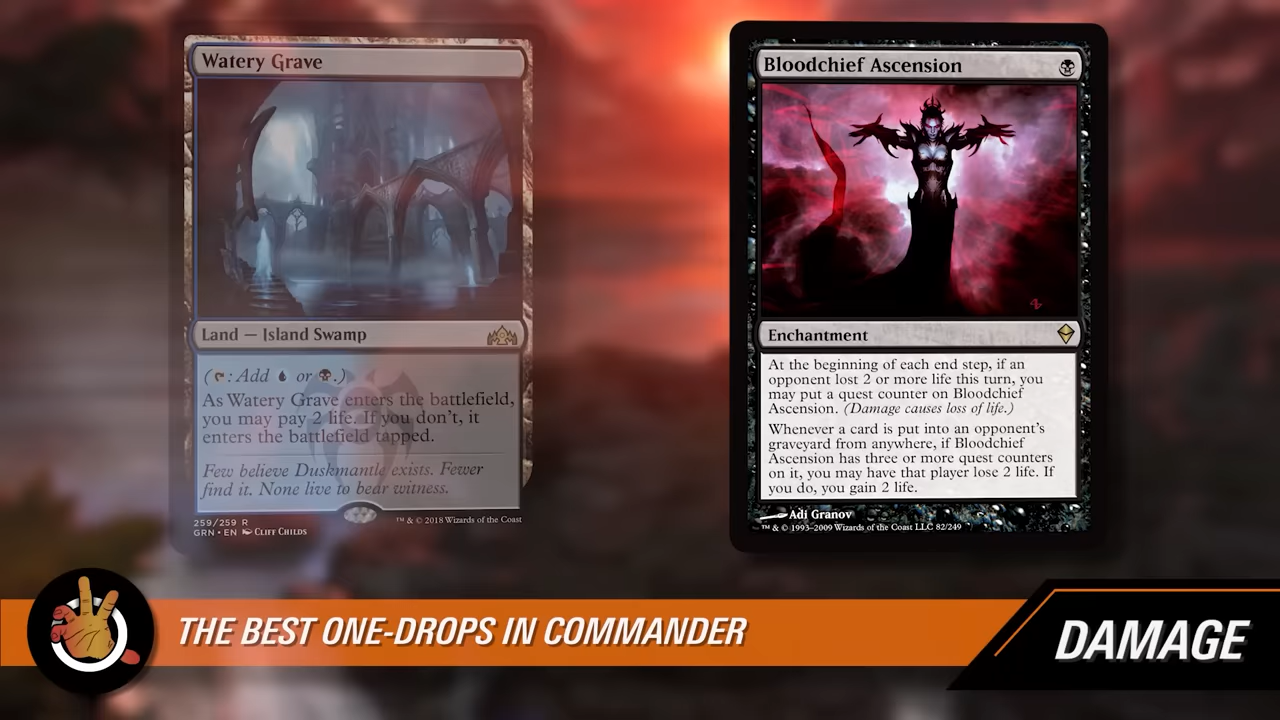 Watery Grave
Land — Island Swamp
( : Add or .)
As Watery Grave enters the battlefield,
you may pay 2 life. If you don't, it
enters the battlefield tapped.
Few believe Duskmantle exists. Fewer
find it. None live to bear witness.
259/259 R
GRN • EN CLIFF CHILDS
™ & © 2018 Wizards of the Coast
Bloodchief Ascension
Enchantment
At the beginning of each end step, if an
opponent lost 2 or more life this turn, you
may put a quest counter on Bloodchief
Ascension. (Damage causes loss of life.)
Whenever a card is put into an opponent's
graveyard from anywhere, if Bloodchief
Ascension has three or more quest counters
on it, you may have that player lose 2 life. If
you do, you gain 2 life.
Adi Granov
™ & © 1993–2009 Wizards of the Coast LLC 82/249
THE BEST ONE-DROPS IN COMMANDER
DAMAGE